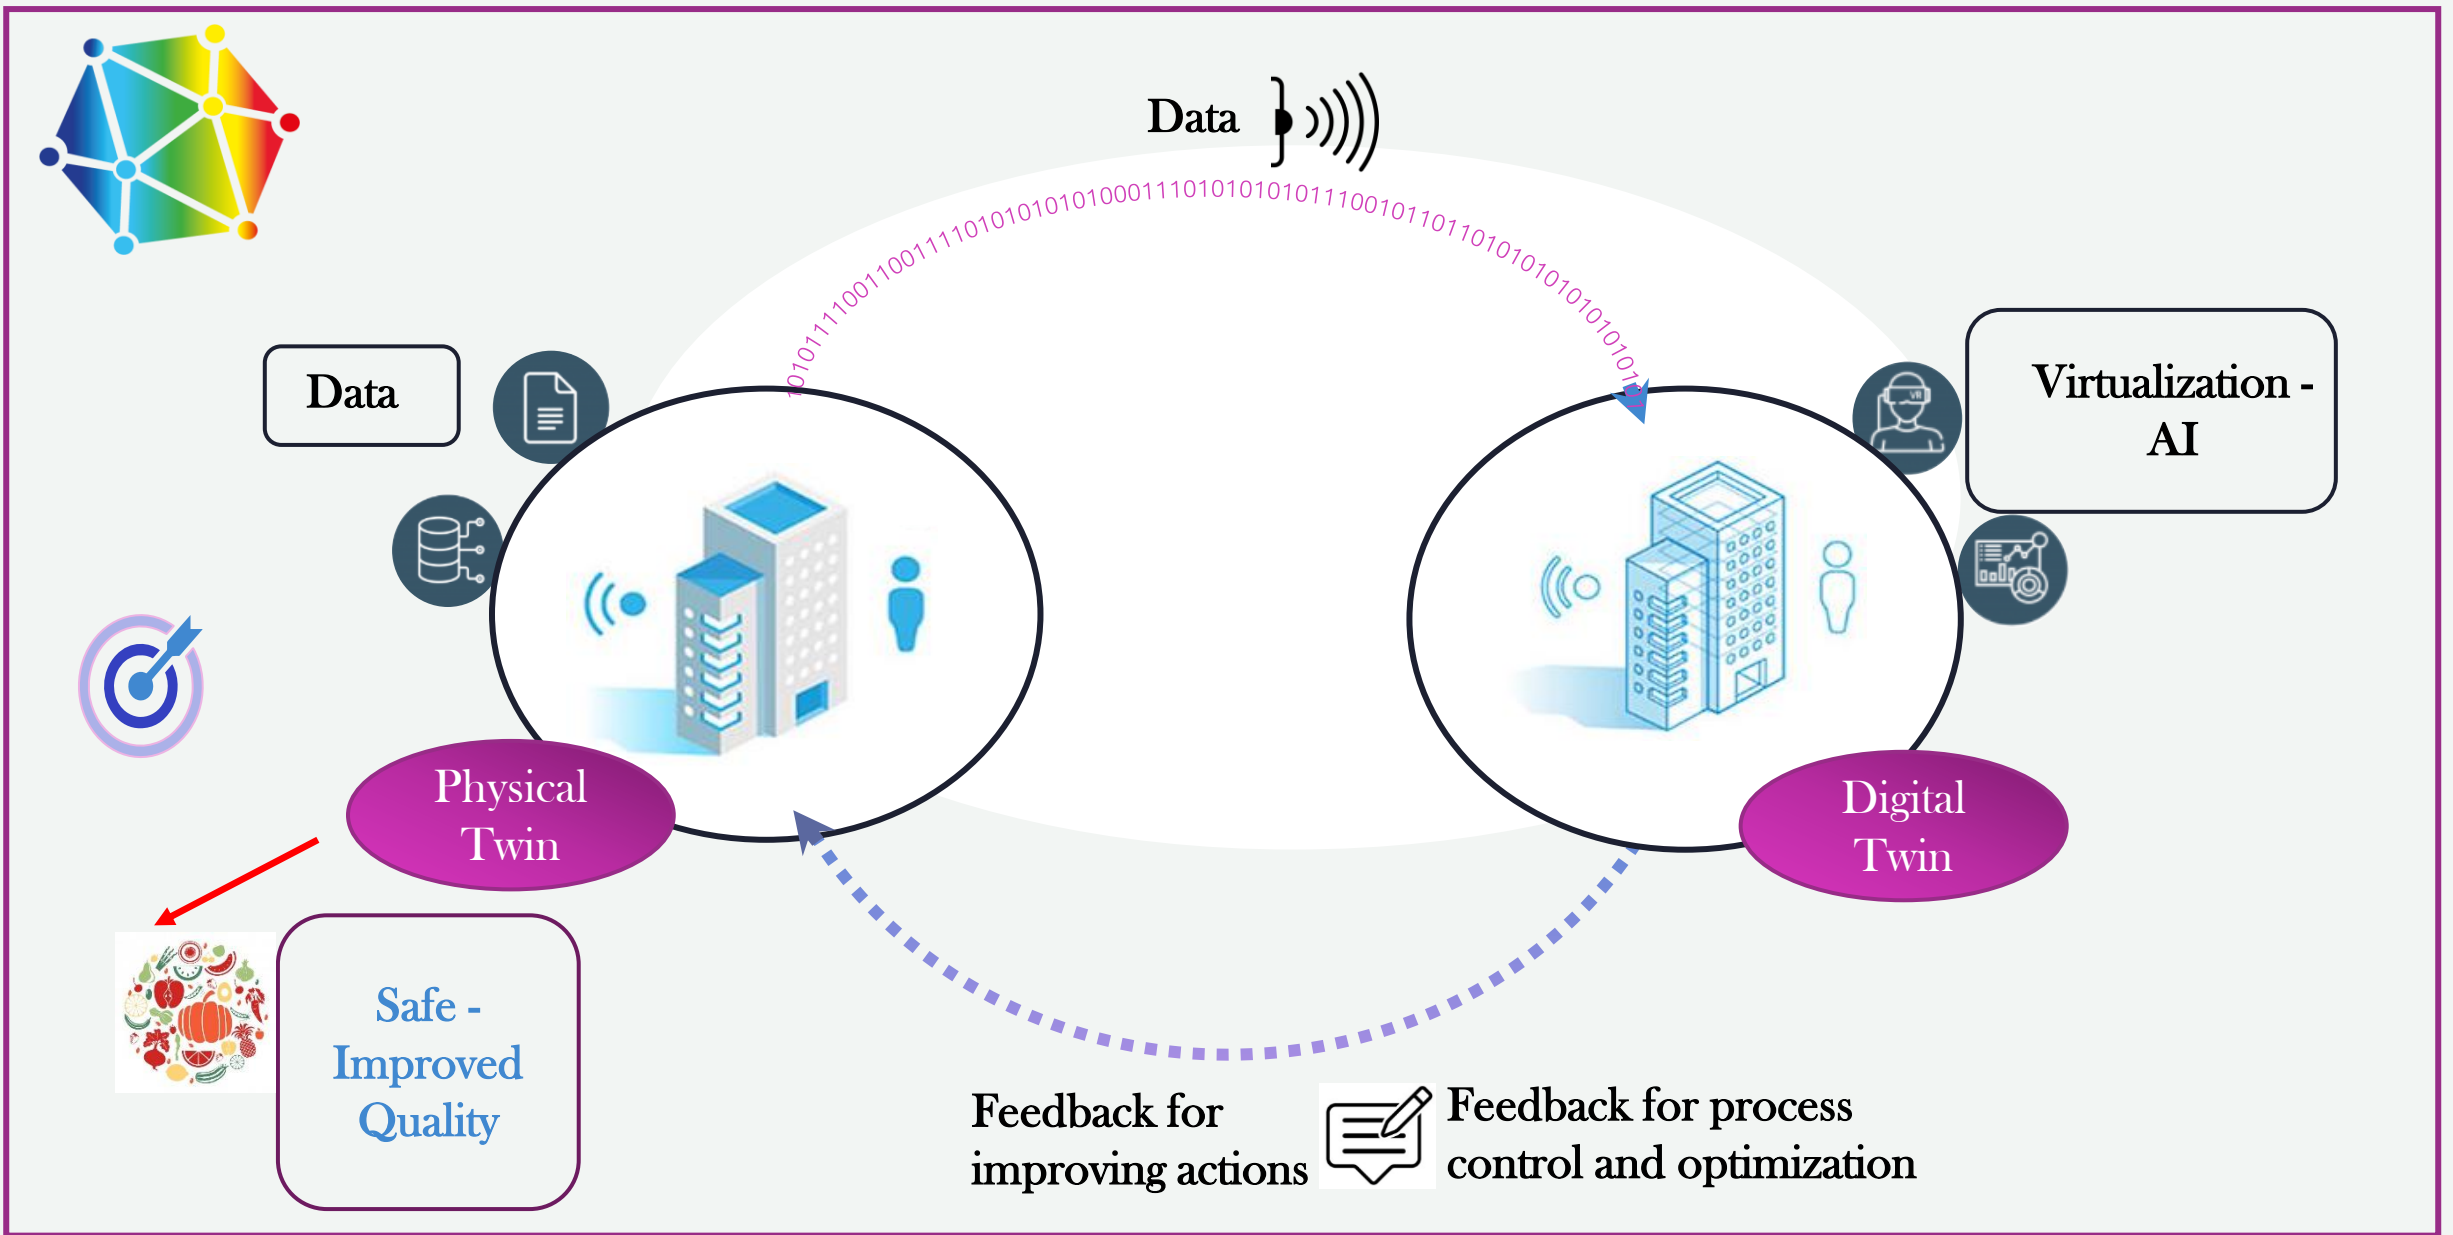 Data
Data
Virtualization -
AI
VR
Physical
Twin
Digital
Twin
Safe -
Improved
Quality
Feedback for
improving actions
Feedback for process
control and optimization